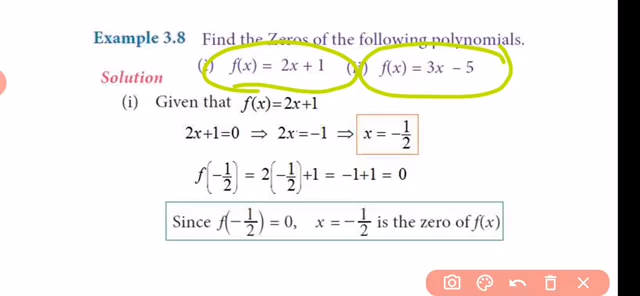 Example 3.8 Find the Zeros of the following polynomials.
(i) f(x) = 2x + 1 (ii) f(x) = 3x − 5
Solution
(i) Given that f(x)=2x+1
2x+1=0 ⇒ 2x=−1 ⇒ x = −1/2
f(−1/2) = 2(−1/2)+1 = −1+1 = 0
Since f(−1/2) = 0, x = −1/2 is the zero of f(x)